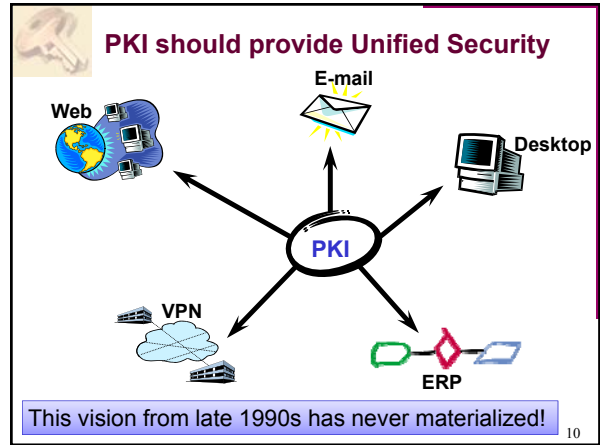 PKI should provide Unified Security
E-mail
Web
Desktop
PKI
VPN
ERP
This vision from late 1990s has never materialized!
10